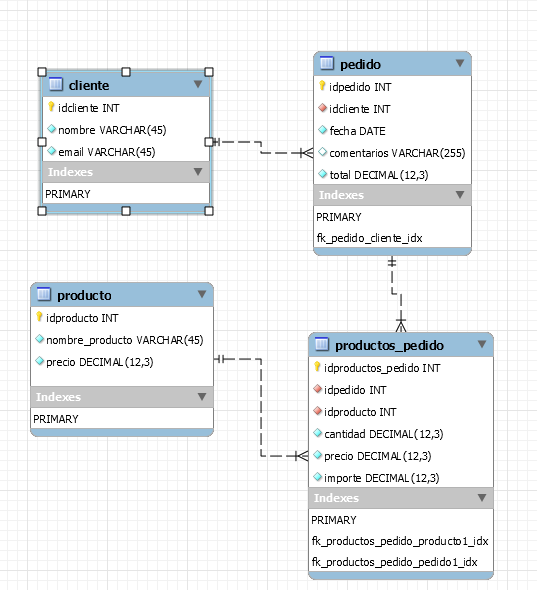 cliente
idcliente INT
nombre VARCHAR(45)
email VARCHAR(45)
Indexes
PRIMARY
pedido
idpedido INT
idcliente INT
fecha DATE
comentarios VARCHAR(255)
total DECIMAL(12,3)
Indexes
PRIMARY
fk_pedido_cliente_idx
producto
idproducto INT
nombre_producto VARCHAR(45)
precio DECIMAL(12,3)
Indexes
PRIMARY
productos_pedido
idproductos_pedido INT
idpedido INT
idproducto INT
cantidad DECIMAL(12,3)
precio DECIMAL(12,3)
importe DECIMAL(12,3)
Indexes
PRIMARY
fk_productos_pedido_producto1_idx
fk_productos_pedido_pedido1_idx